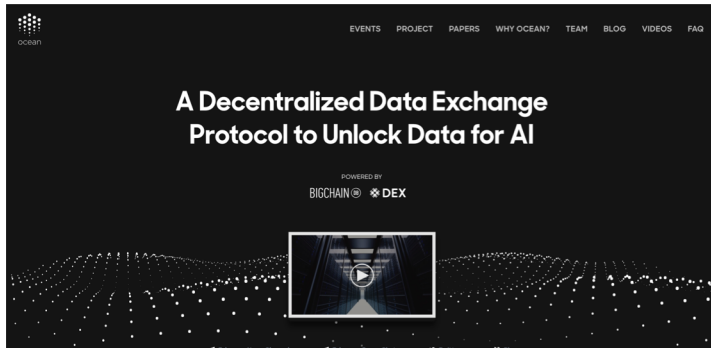 ocean
EVENTS PROJECT PAPERS WHY OCEAN? TEAM BLOG VIDEOS FAQ
A Decentralized Data Exchange
Protocol to Unlock Data for AI
POWERED BY
BIGCHAIN DB DEX